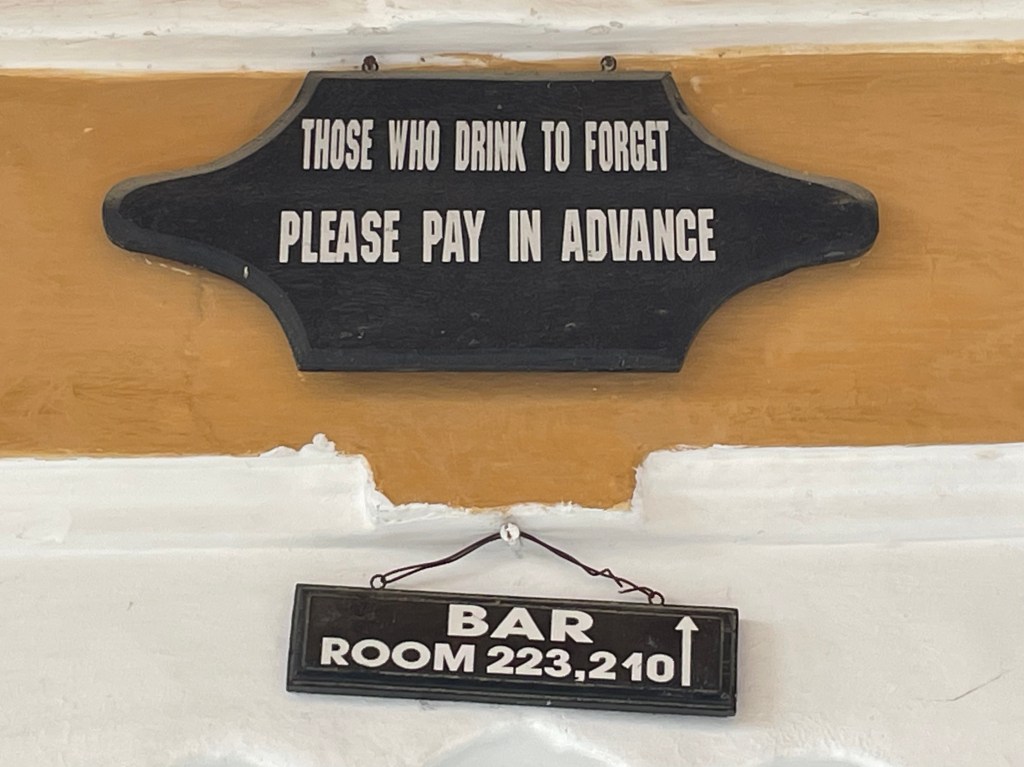 THOSE WHO DRINK TO FORGET
PLEASE PAY IN ADVANCE
BAR
ROOM 223,210